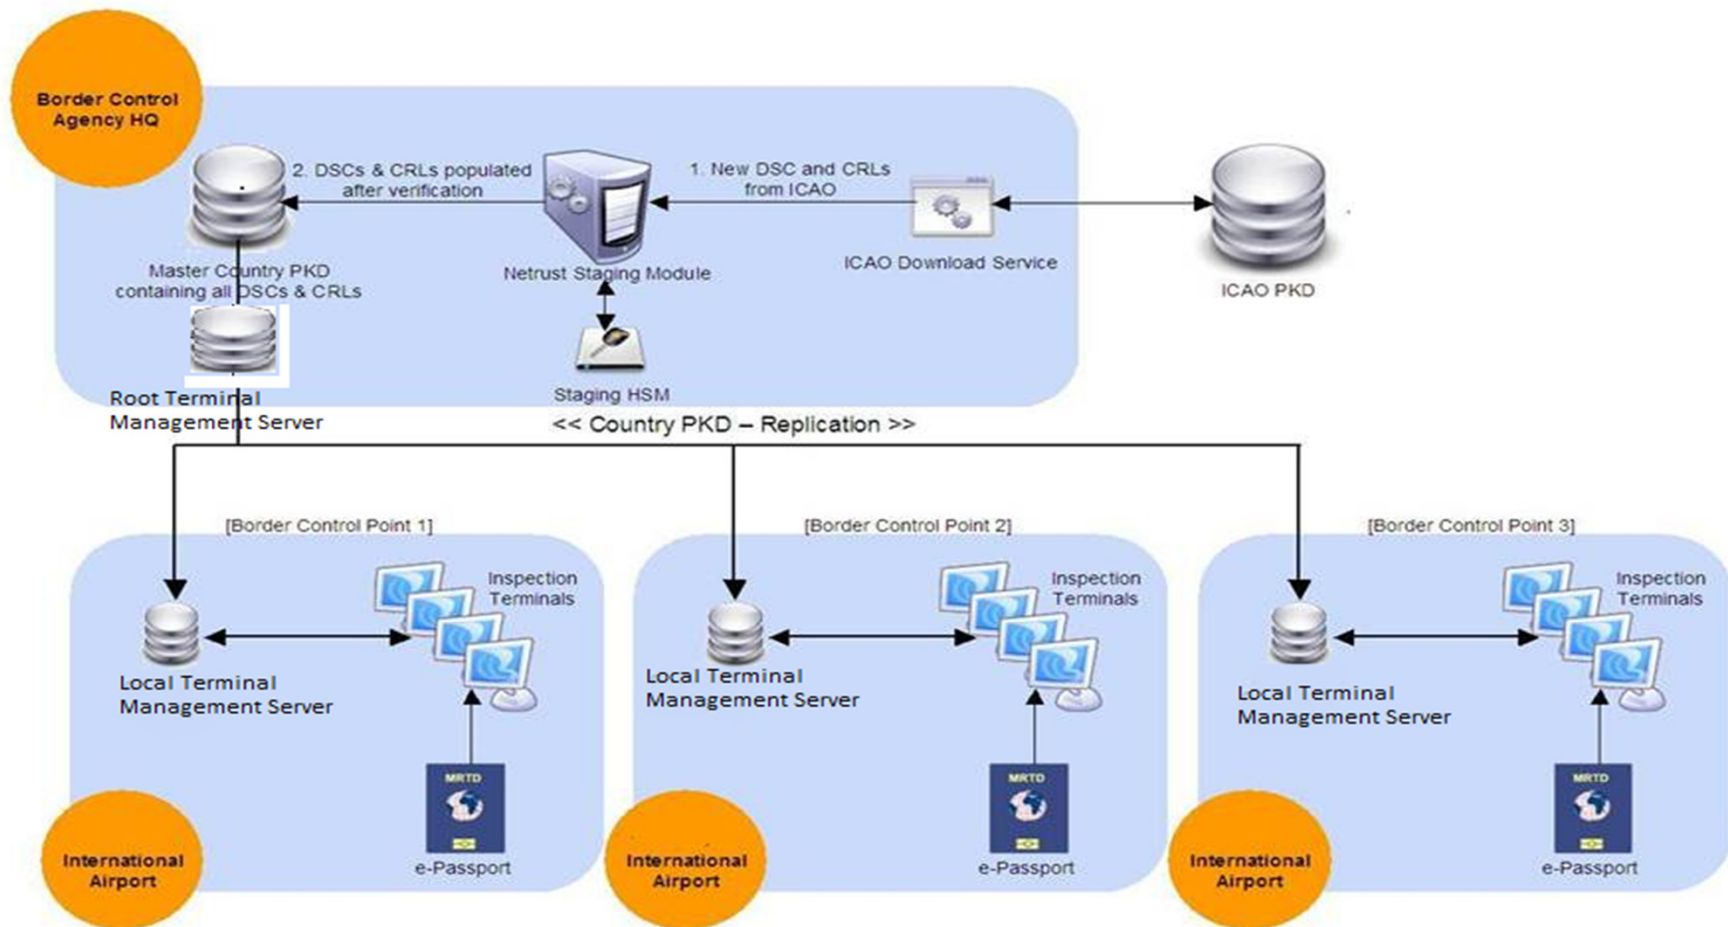 Border Control
Agency HQ
2. DSCs & CRLs populated
after verification
1. New DSC and CRLs
from ICAO
Master Country PKD
containing all DSCs & CRLs
Netrust Staging Module
ICAO Download Service
ICAO PKD
Root Terminal
Management Server
Staging HSM
<< Country PKD – Replication >>
[Border Control Point 1]
Inspection
Terminals
Local Terminal
Management Server
MRTD
e-Passport
International
Airport
[Border Control Point 2]
Inspection
Terminals
Local Terminal
Management Server
MRTD
e-Passport
International
Airport
[Border Control Point 3]
Inspection
Terminals
Local Terminal
Management Server
MRTD
e-Passport
International
Airport